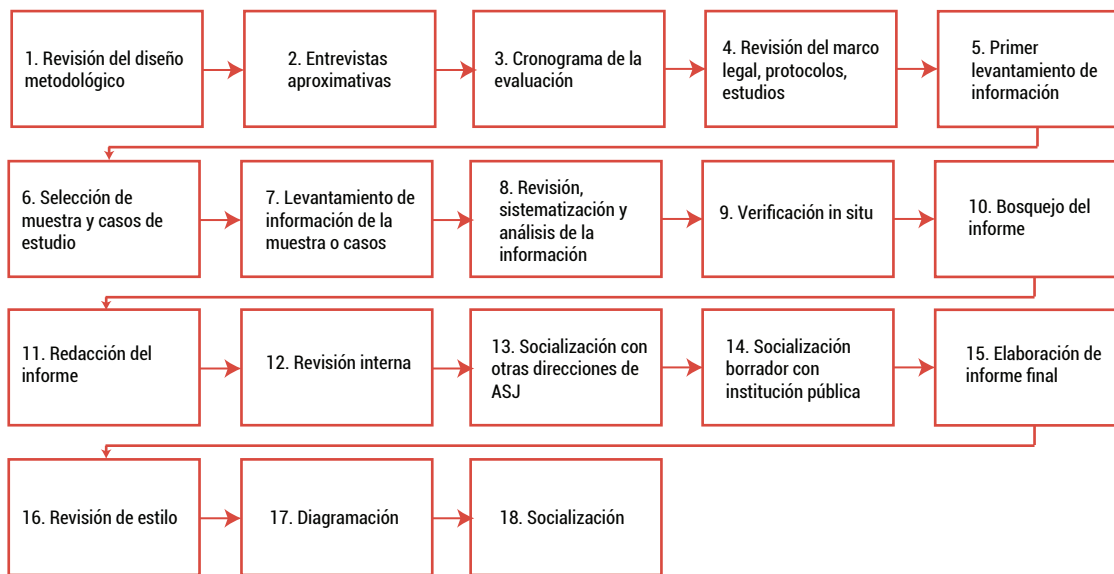 1. Revisión del diseño
metodológico
2. Entrevistas
aproximativas
3. Cronograma de la
evaluación
4. Revisión del marco
legal, protocolos,
estudios
5. Primer
levantamiento de
información
6. Selección de
muestra y casos de
estudio
7. Levantamiento de
información de la
muestra o casos
8. Revisión,
sistematización y
análisis de la
información
9. Verificación in situ
10. Bosquejo del
informe
11. Redacción del
informe
12. Revisión interna
13. Socialización con
otras direcciones de
ASJ
14. Socialización
borrador con
institución pública
15. Elaboración de
informe final
16. Revisión de estilo
17. Diagramación
18. Socialización